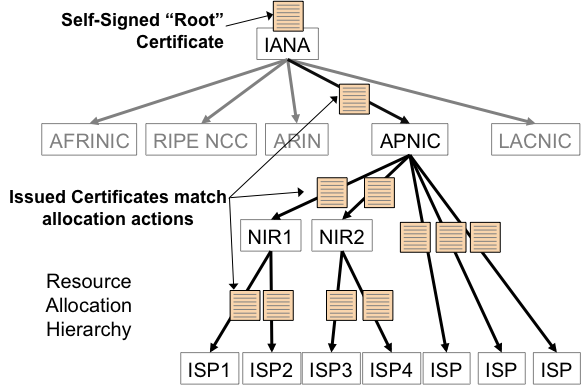 Self-Signed “Root”
Certificate
IANA
AFRINIC
RIPE NCC
ARIN
APNIC
LACNIC
Issued Certificates match
allocation actions
NIR1
NIR2
Resource
Allocation
Hierarchy
ISP1
ISP2
ISP3
ISP4
ISP
ISP
ISP